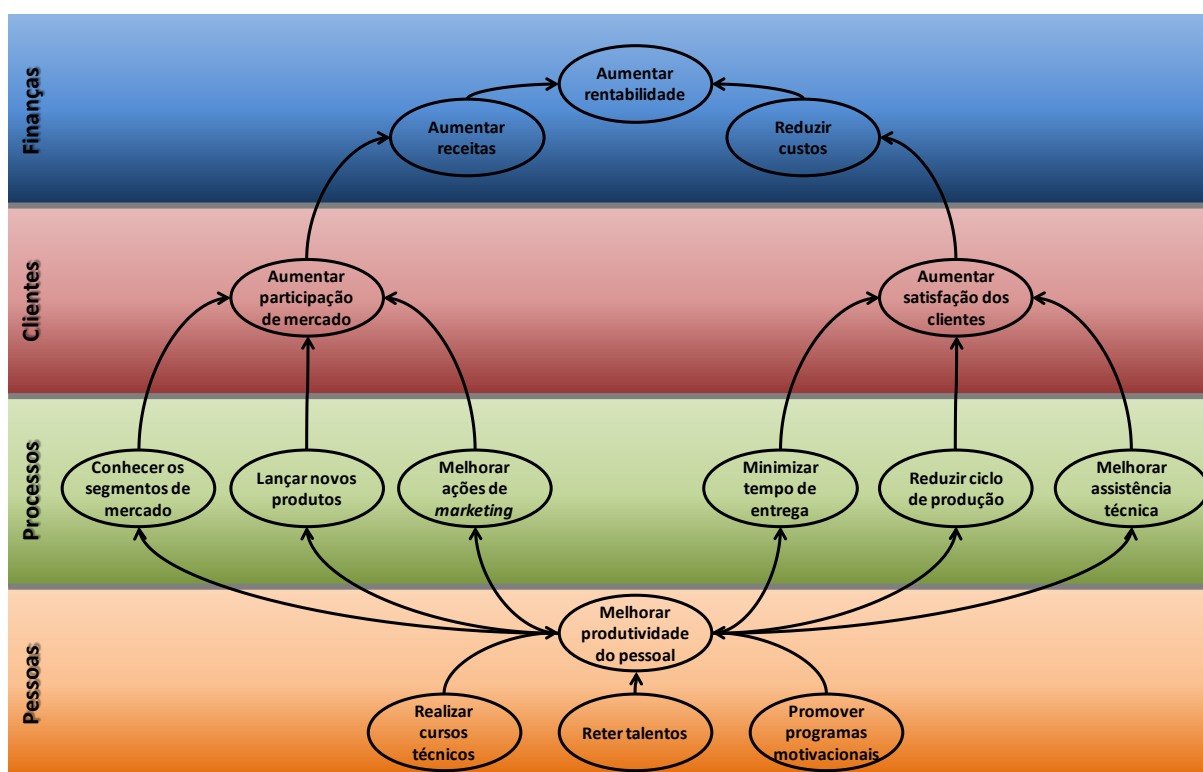 Finanças
Aumentar
rentabilidade
Aumentar
receitas
Reduzir
custos
Clientes
Aumentar
participação
de mercado
Aumentar
satisfação dos
clientes
Processos
Conhecer os
segmentos de
mercado
Lançar novos
produtos
Melhorar
ações de
marketing
Minimizar
tempo de
entrega
Reduzir ciclo
de produção
Melhorar
assistência
técnica
Pessoas
Melhorar
produtividade
do pessoal
Realizar
cursos
técnicos
Reter talentos
Promover
programas
motivacionais